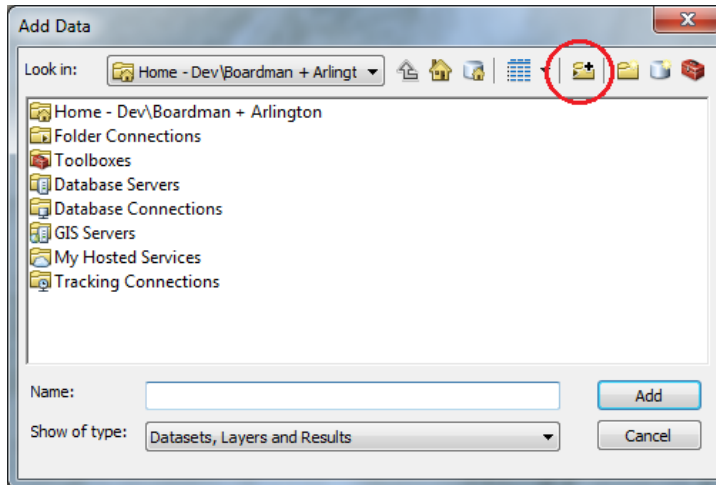 Add Data
Look in:
Home - Dev\Boardman + Arlingt
Home - Dev\Boardman + Arlington
Folder Connections
Toolboxes
Database Servers
Database Connections
GIS Servers
My Hosted Services
Tracking Connections
Name:
Add
Show of type:
Datasets, Layers and Results
Cancel